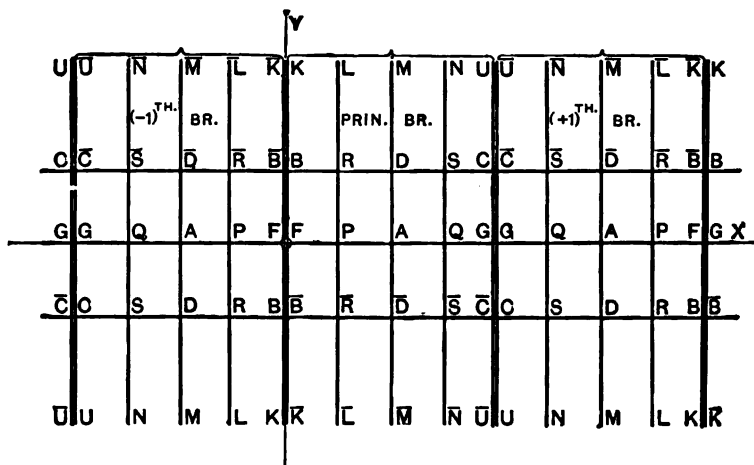 Y
U U̅ N̅ M̅ L̅ K̅ K L M N U U̅ N̅ M̅ L̅ K̅ K
(-1)TH. BR. PRIN. BR. (+1)TH. BR.
C C̅ S̅ D̅ R̅ B̅ B R D S C C̅ S̅ D̅ R̅ B̅ B
G G Q A P F F P A Q G G Q A P F G X
C̅ C S D R B B̅ R̅ D̅ S̅ C̅ C S D R B B̅
U̅ U N M L K K̅ L̅ M̅ N̅ U̅ U N M L K K̅